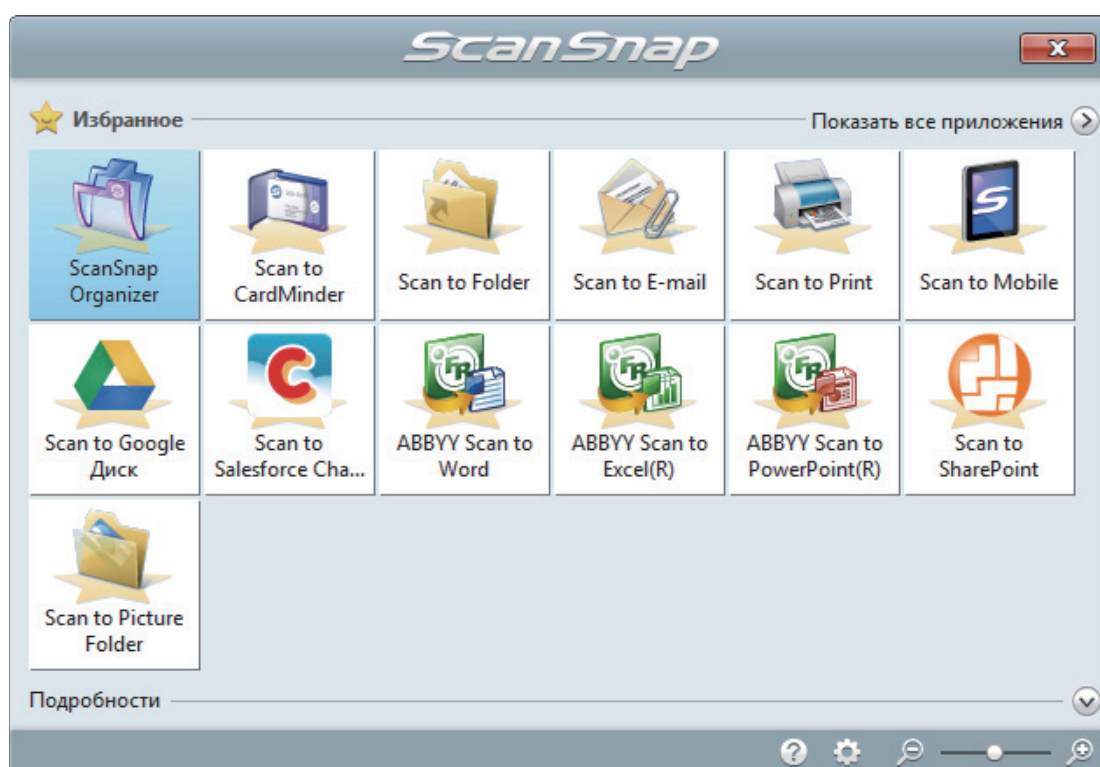 ScanSnap
Избранное
Показать все приложения
ScanSnap
Organizer
Scan to
CardMinder
Scan to Folder
Scan to E-mail
Scan to Print
Scan to Mobile
Scan to Google
Диск
Scan to
Salesforce Cha...
ABBYY Scan to
Word
ABBYY Scan to
Excel(R)
ABBYY Scan to
PowerPoint(R)
Scan to
SharePoint
Scan to Picture
Folder
Подробности